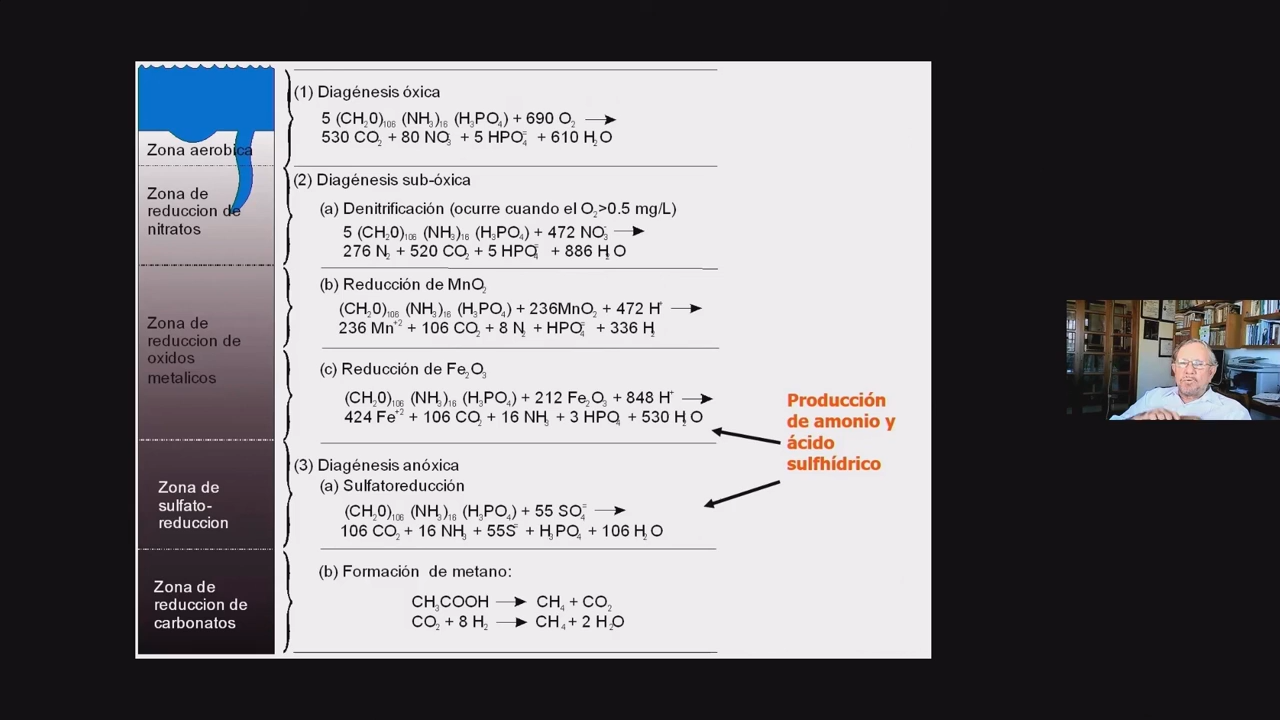 (1) Diagénesis óxica
5 (CH₂0)₁₀₆ (NH₃)₁₆ (H₃PO₄) + 690 O₂ →
530 CO₂ + 80 NO₃⁻ + 5 HPO₄⁼ + 610 H₂O
Zona aerobica
(2) Diagénesis sub-óxica
Zona de
reduccion de
nitratos
(a) Denitrificación (ocurre cuando el O₂>0.5 mg/L)
5 (CH₂0)₁₀₆ (NH₃)₁₆ (H₃PO₄) + 472 NO₃⁻ →
276 N₂ + 520 CO₂ + 5 HPO₄⁼ + 886 H₂O
(b) Reducción de MnO₂
(CH₂0)₁₀₆ (NH₃)₁₆ (H₃PO₄) + 236MnO₂ + 472 H⁺ →
236 Mn⁺² + 106 CO₂ + 8 N₂ + HPO₄⁼ + 336 H₂
Zona de
reduccion de
oxidos
metalicos
(c) Reducción de Fe₂O₃
(CH₂0)₁₀₆ (NH₃)₁₆ (H₃PO₄) + 212 Fe₂O₃ + 848 H⁺ →
424 Fe⁺² + 106 CO₂ + 16 NH₃ + 3 HPO₄ + 530 H₂O
Producción
de amonio y
ácido
sulfhídrico
(3) Diagénesis anóxica
(a) Sulfatoreducción
Zona de
sulfato-
reduccion
(CH₂0)₁₀₆ (NH₃)₁₆ (H₃PO₄) + 55 SO₄⁼ →
106 CO₂ + 16 NH₃ + 55S⁼ + H₃PO₄ + 106 H₂O
(b) Formación de metano:
Zona de
reduccion de
carbonatos
CH₃COOH → CH₄ + CO₂
CO₂ + 8 H₂ → CH₄ + 2 H₂O